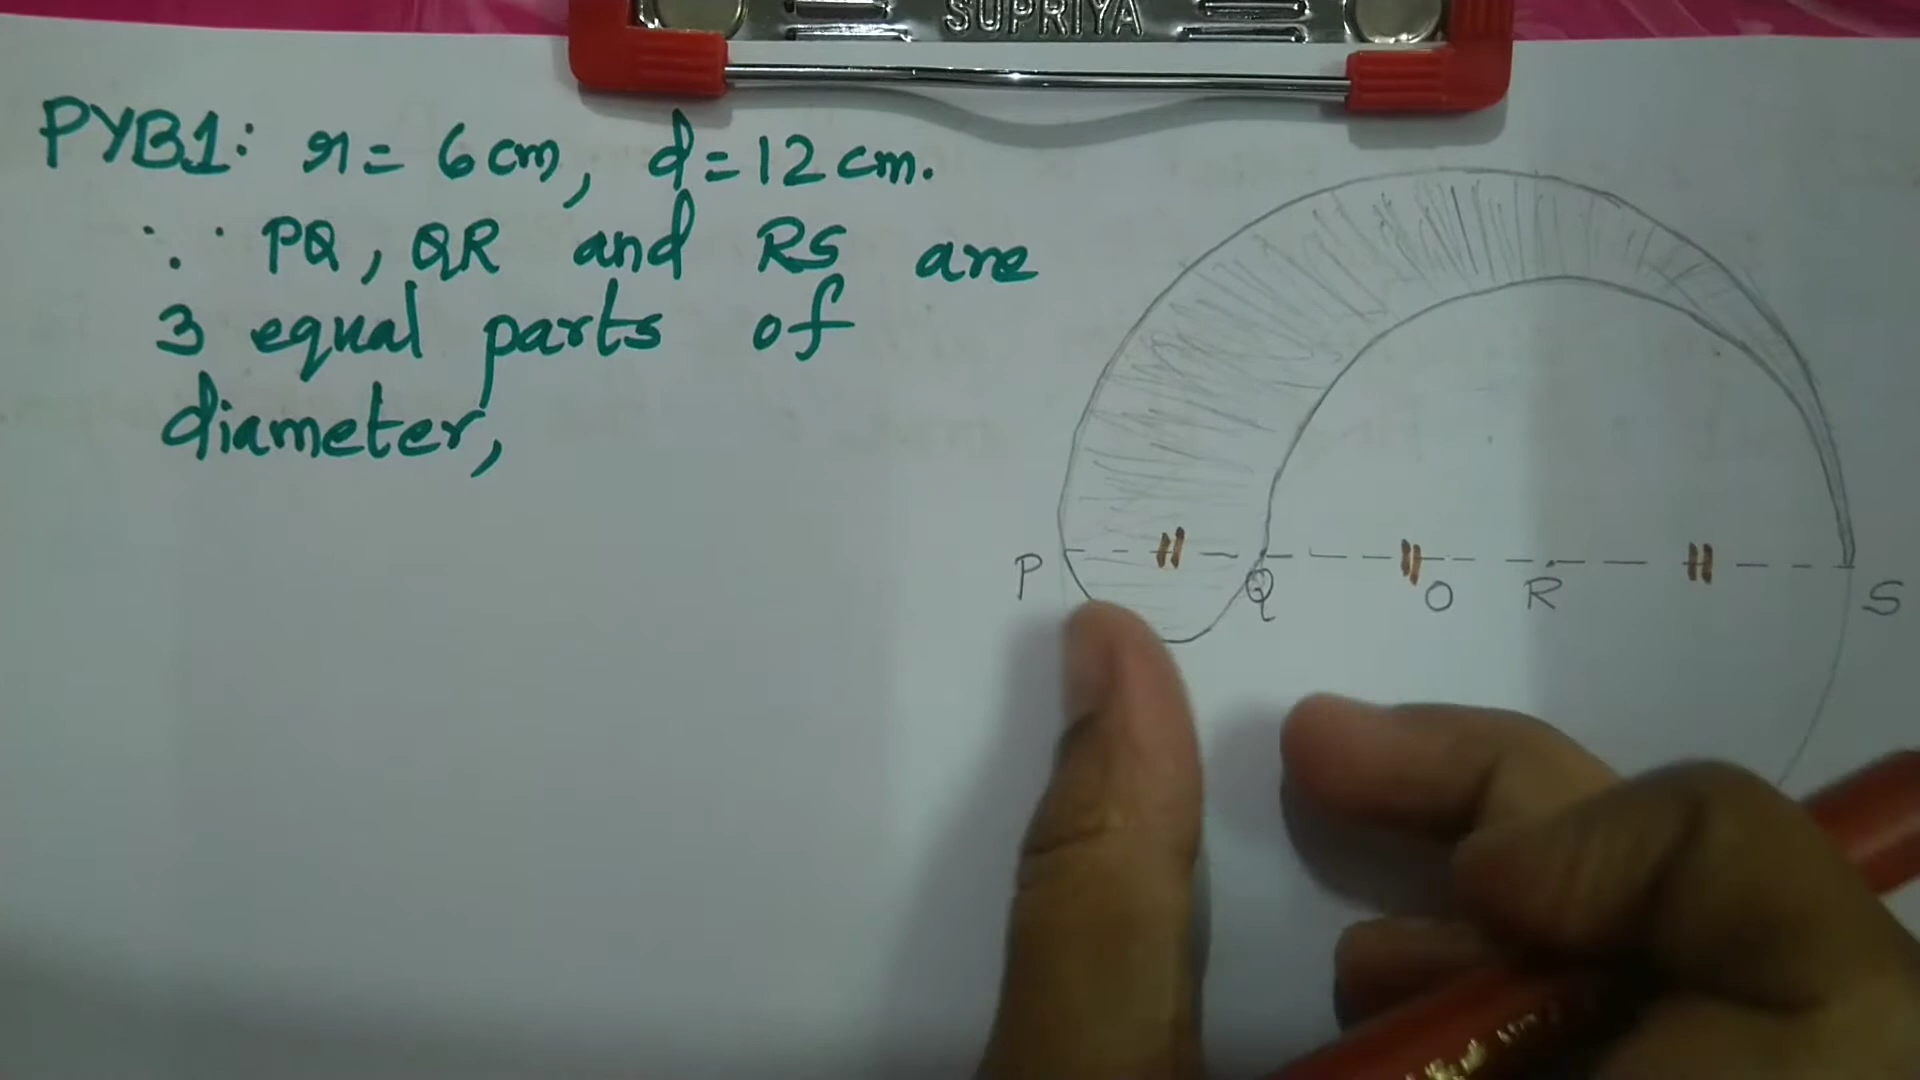 SUPRIYA
PYB1: r = 6 cm, d = 12 cm.
∵ PQ, QR and RS are
3 equal parts of
diameter,
P Q O R S